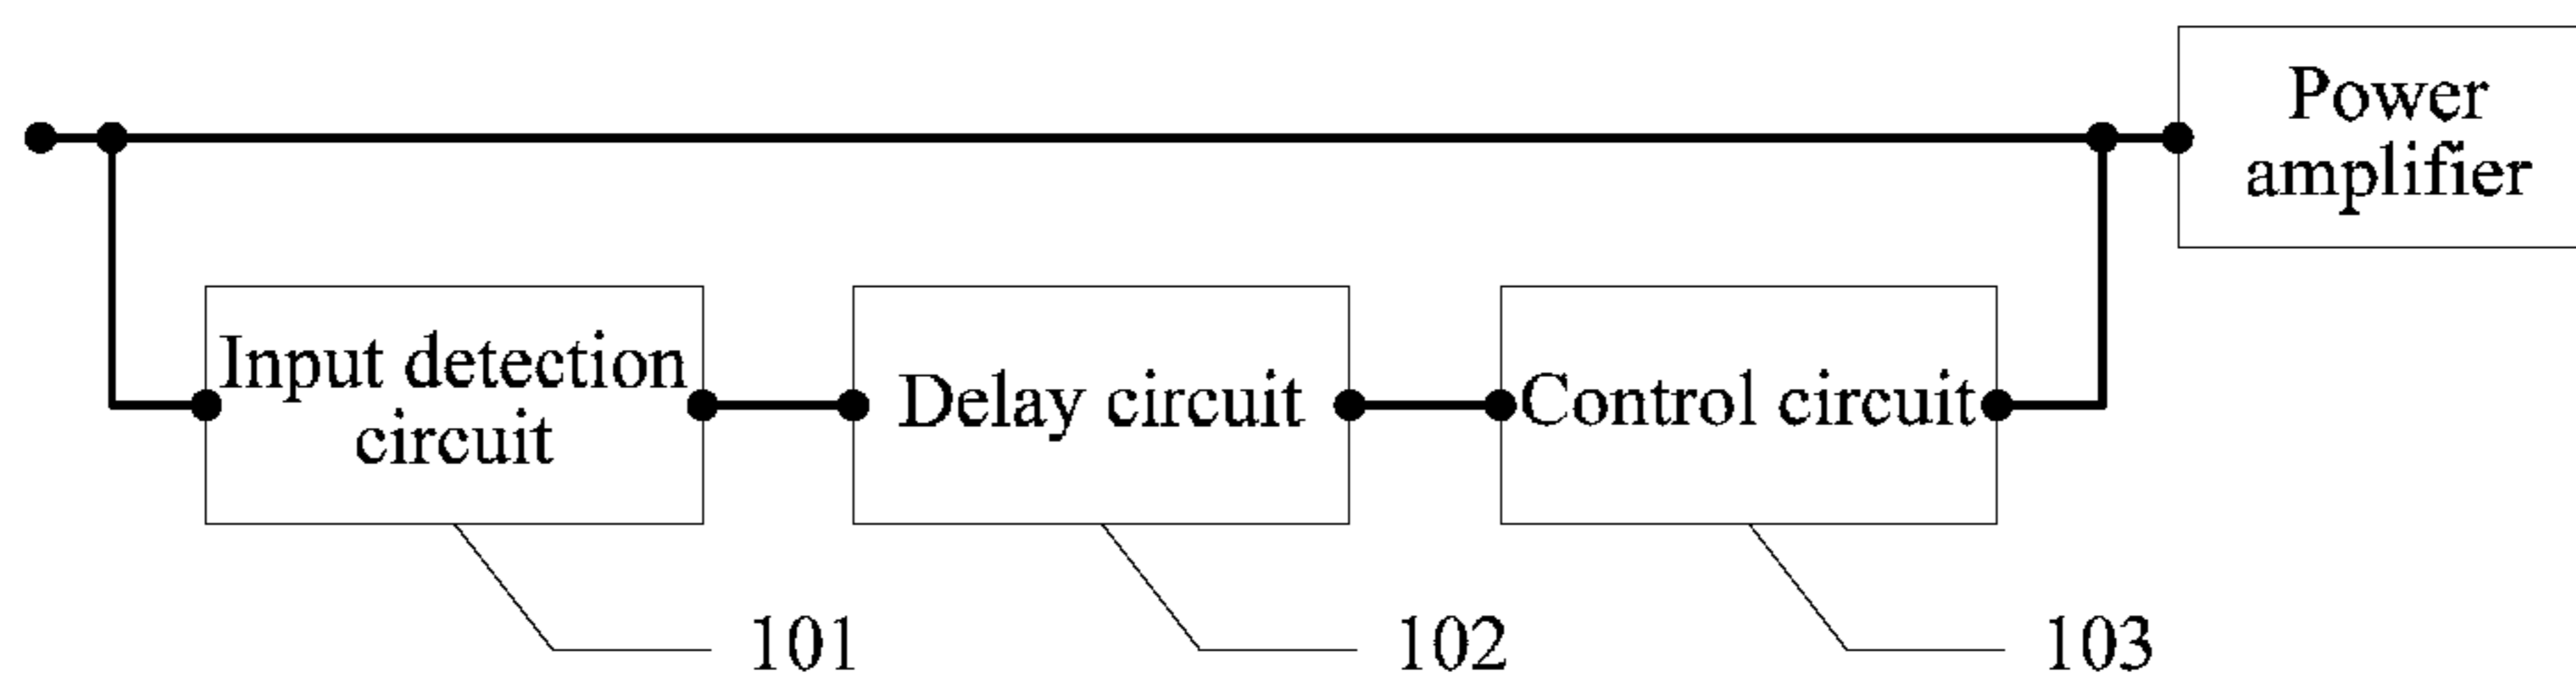 Power
amplifier
Input detection
circuit
Delay circuit
Control circuit
101
102
103